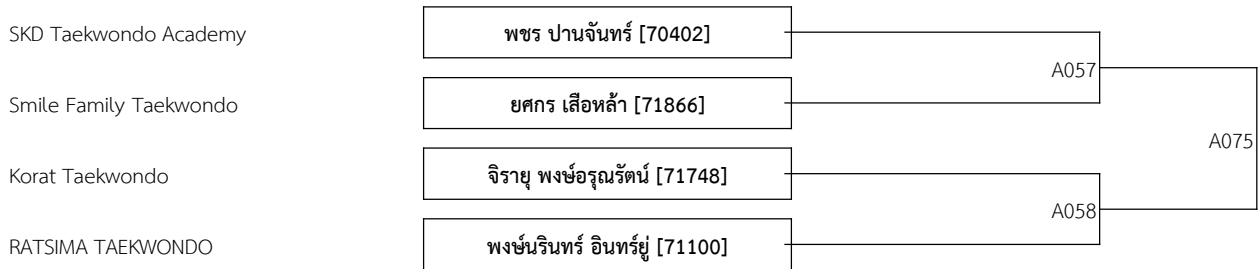 SKD Taekwondo Academy พชร ปานจันทร์ [70402]
A057
Smile Family Taekwondo ยศกร เสือหล้า [71866]
A075
Korat Taekwondo จิรายุ พงษ์อรุณรัตน์ [71748]
A058
RATSIMA TAEKWONDO พงษ์นรินทร์ อินทร์ยู่ [71100]